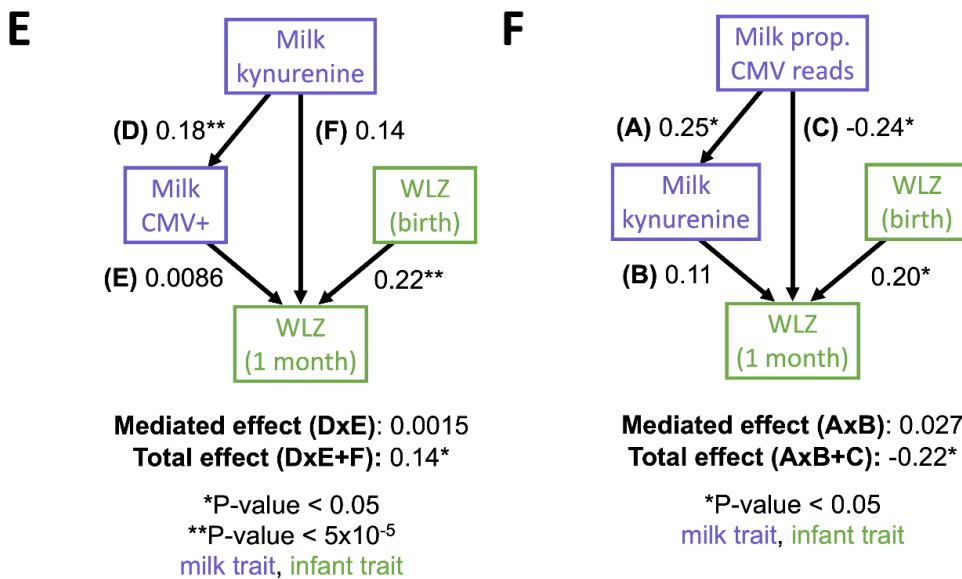 E
Milk
kynurenine
(D) 0.18**
(F) 0.14
Milk
CMV+
WLZ
(birth)
(E) 0.0086
0.22**
WLZ
(1 month)
Mediated effect (DxE): 0.0015
Total effect (DxE+F): 0.14*
*P-value < 0.05
**P-value < 5x10⁻⁵
milk trait, infant trait
F
Milk prop.
CMV reads
(A) 0.25*
(C) -0.24*
Milk
kynurenine
WLZ
(birth)
(B) 0.11
0.20*
WLZ
(1 month)
Mediated effect (AxB): 0.027
Total effect (AxB+C): -0.22*
*P-value < 0.05
milk trait, infant trait